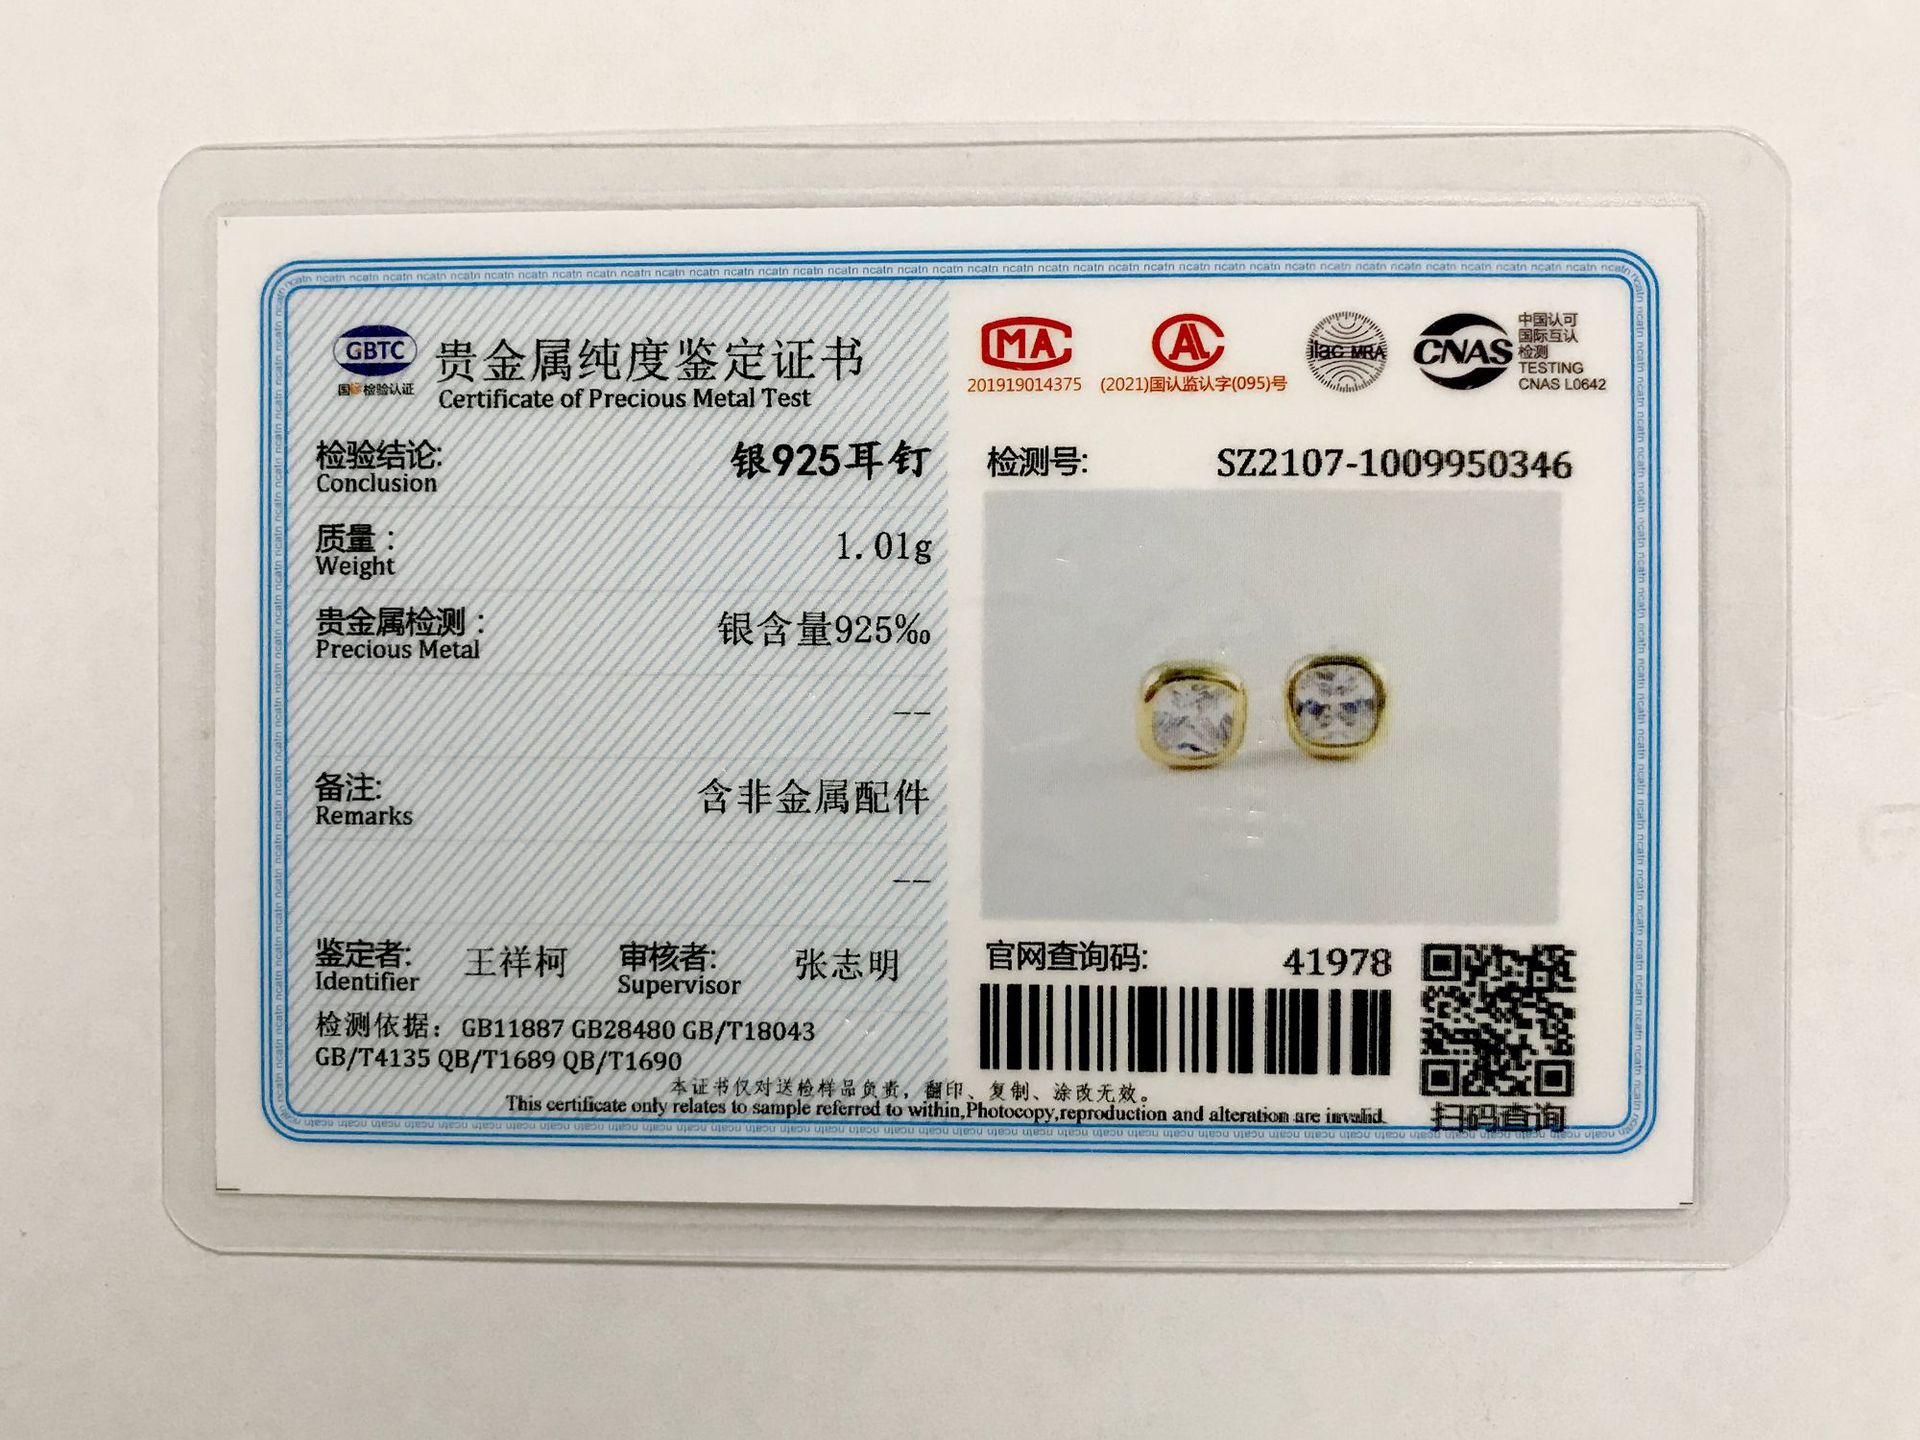 GBTC
国际检验认证
贵金属纯度鉴定证书
Certificate of Precious Metal Test
检验结论: 银925耳钉
Conclusion
质量： 1.01g
Weight
贵金属检测： 银含量925‰
Precious Metal
--
备注: 含非金属配件
Remarks
--
鉴定者: 王祥柯 审核者: 张志明
Identifier Supervisor
检测依据：GB11887 GB28480 GB/T18043
GB/T4135 QB/T1689 QB/T1690
MA
201919014375
AL
(2021)国认监认字(095)号
ilac-MRA
CNAS
中国认可
国际互认
检测
TESTING
CNAS L0642
检测号: SZ2107-1009950346
官网查询码: 41978
扫码查询
本证书仅对送检样品负责，翻印、复制、涂改无效。
This certificate only relates to sample referred to within,Photocopy,reproduction and alteration are invalid.